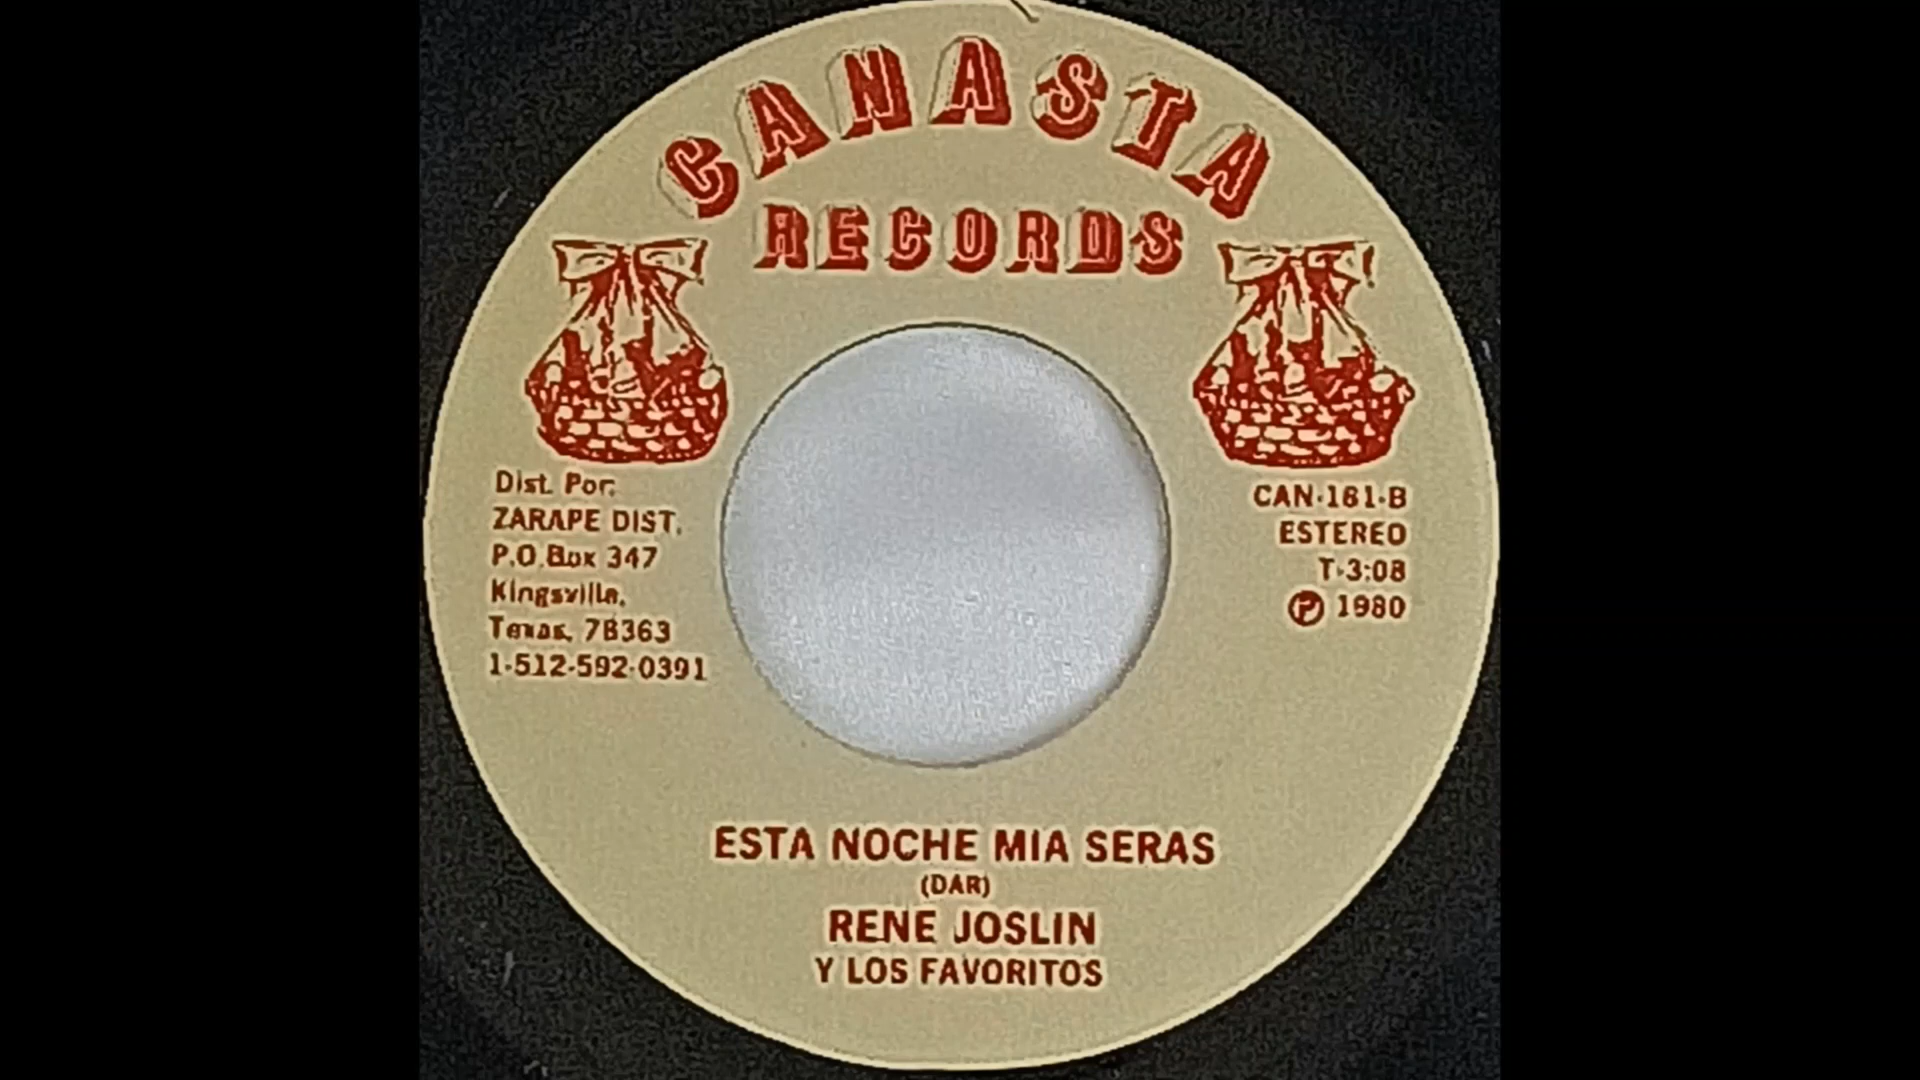 CANASTA
RECORDS
Dist. Por:
ZARAPE DIST.
P.O. Box 347
Kingsville,
Texas, 78363
1-512-592-0391
CAN-181-B
ESTEREO
T-3:08
℗ 1980
ESTA NOCHE MIA SERAS
(DAR)
RENE JOSLIN
Y LOS FAVORITOS